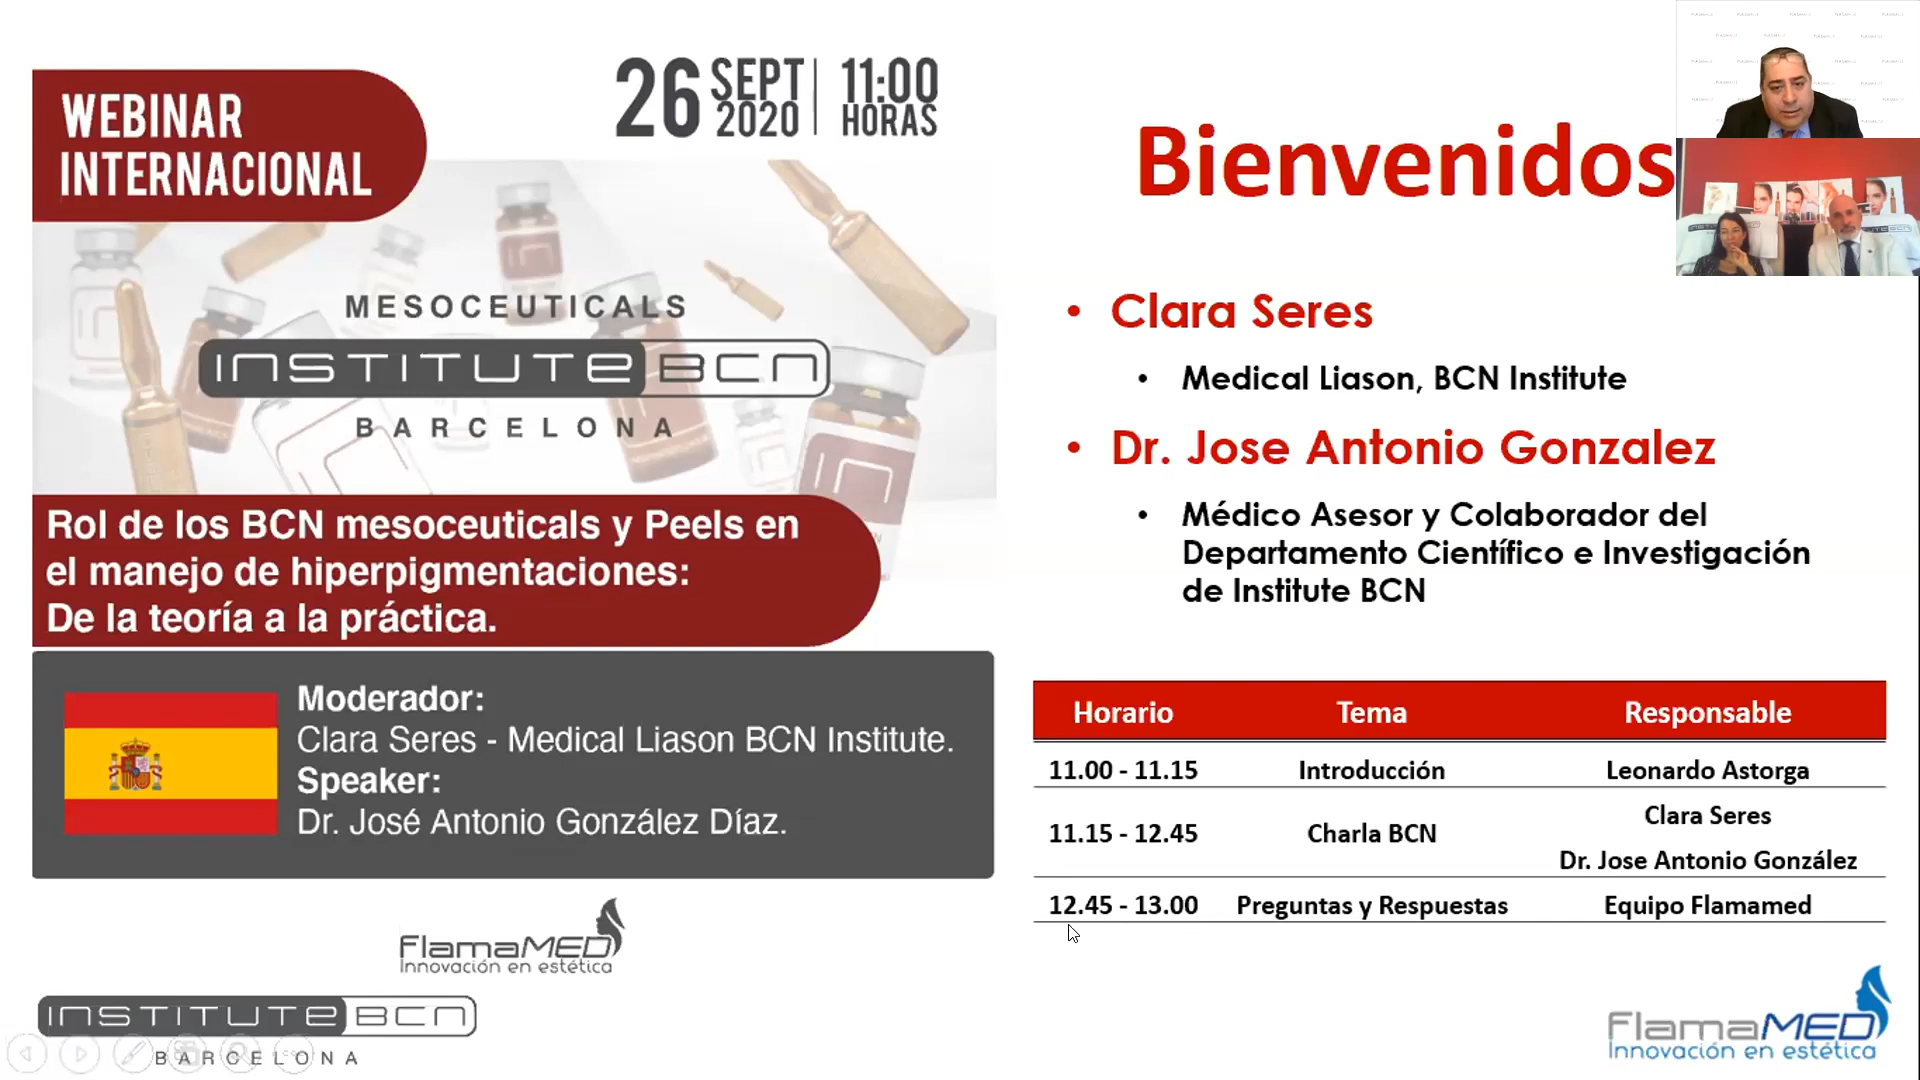 WEBINAR
INTERNACIONAL
26 SEPT 2020 | 11:00 HORAS
MESOCEUTICALS
INSTITUTE BCN
BARCELONA
Rol de los BCN mesoceuticals y Peels en
el manejo de hiperpigmentaciones:
De la teoría a la práctica.
Moderador:
Clara Seres - Medical Liason BCN Institute.
Speaker:
Dr. José Antonio González Díaz.
FlamaMED
Innovación en estética
INSTITUTE BCN
BARCELONA
Bienvenidos
• Clara Seres
• Medical Liason, BCN Institute
• Dr. Jose Antonio Gonzalez
• Médico Asesor y Colaborador del
Departamento Científico e Investigación
de Institute BCN
Horario Tema Responsable
11.00 - 11.15 Introducción Leonardo Astorga
11.15 - 12.45 Charla BCN Clara Seres
Dr. Jose Antonio González
12.45 - 13.00 Preguntas y Respuestas Equipo Flamamed
FlamaMED
Innovación en estética